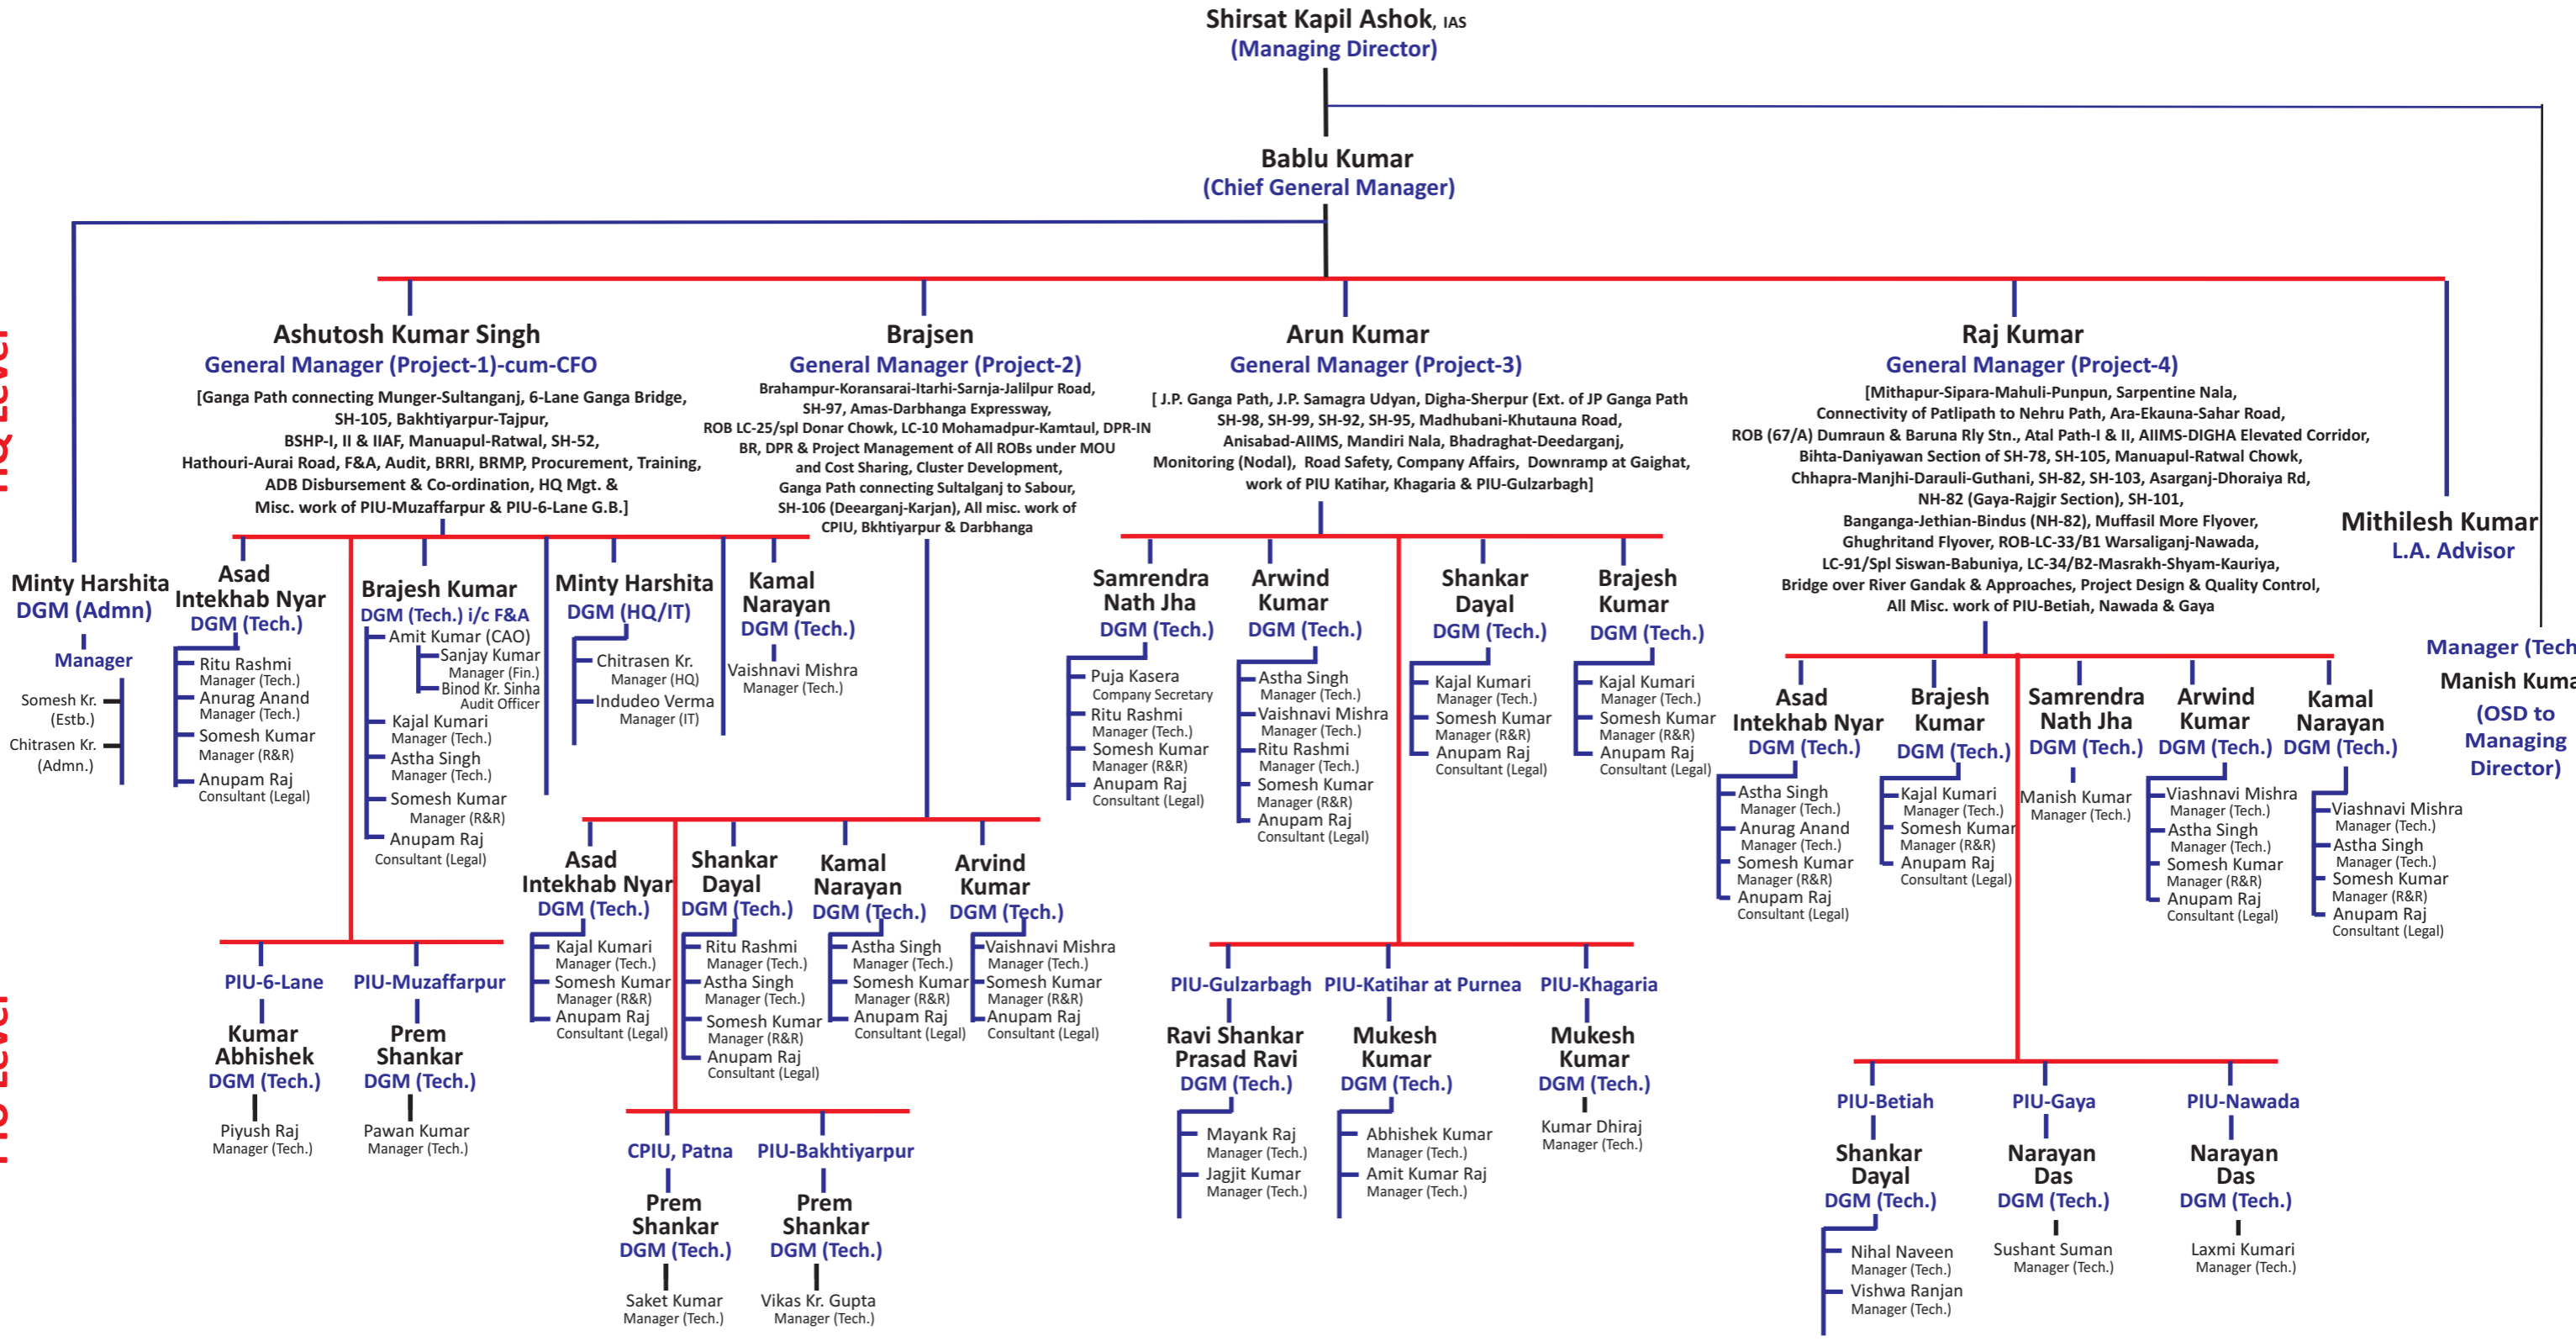 Shirsat Kapil Ashok, IAS
(Managing Director)
Bablu Kumar
(Chief General Manager)
HQ Level
Minty Harshita
DGM (Admn)
Manager
Somesh Kr.
(Estb.)
Chitrasen Kr.
(Admn.)
Ashutosh Kumar Singh
General Manager (Project-1)-cum-CFO
[Ganga Path connecting Munger-Sultanganj, 6-Lane Ganga Bridge,
SH-105, Bakhtiyarpur-Tajpur,
BSHP-I, II & IIAF, Manuapul-Ratwal, SH-52,
Hathouri-Aurai Road, F&A, Audit, BRRI, BRMP, Procurement, Training,
ADB Disbursement & Co-ordination, HQ Mgt. &
Misc. work of PIU-Muzaffarpur & PIU-6-Lane G.B.]
Asad
Intekhab Nyar
DGM (Tech.)
Ritu Rashmi
Manager (Tech.)
Anurag Anand
Manager (Tech.)
Somesh Kumar
Manager (R&R)
Anupam Raj
Consultant (Legal)
Brajesh Kumar
DGM (Tech.) i/c F&A
Amit Kumar (CAO)
Sanjay Kumar
Manager (Fin.)
Binod Kr. Sinha
Audit Officer
Kajal Kumari
Manager (Tech.)
Astha Singh
Manager (Tech.)
Somesh Kumar
Manager (R&R)
Anupam Raj
Consultant (Legal)
Minty Harshita
DGM (HQ/IT)
Chitrasen Kr.
Manager (HQ)
Indudeo Verma
Manager (IT)
Kamal
Narayan
DGM (Tech.)
Vaishnavi Mishra
Manager (Tech.)
PIU-6-Lane
Kumar
Abhishek
DGM (Tech.)
Piyush Raj
Manager (Tech.)
PIU-Muzaffarpur
Prem
Shankar
DGM (Tech.)
Pawan Kumar
Manager (Tech.)
Brajsen
General Manager (Project-2)
Brahampur-Koransarai-Itarhi-Sarnja-Jalilpur Road,
SH-97, Amas-Darbhanga Expressway,
ROB LC-25/spl Donar Chowk, LC-10 Mohamadpur-Kamtaul, DPR-IN
BR, DPR & Project Management of All ROBs under MOU
and Cost Sharing, Cluster Development,
Ganga Path connecting Sultalganj to Sabour,
SH-106 (Deearganj-Karjan), All misc. work of
CPIU, Bkhtiyarpur & Darbhanga
Asad
Intekhab Nyar
DGM (Tech.)
Kajal Kumari
Manager (Tech.)
Somesh Kumar
Manager (R&R)
Anupam Raj
Consultant (Legal)
Shankar
Dayal
DGM (Tech.)
Ritu Rashmi
Manager (Tech.)
Astha Singh
Manager (Tech.)
Somesh Kumar
Manager (R&R)
Anupam Raj
Consultant (Legal)
Kamal
Narayan
DGM (Tech.)
Astha Singh
Manager (Tech.)
Somesh Kumar
Manager (R&R)
Anupam Raj
Consultant (Legal)
Arvind
Kumar
DGM (Tech.)
Vaishnavi Mishra
Manager (Tech.)
Somesh Kumar
Manager (R&R)
Anupam Raj
Consultant (Legal)
CPIU, Patna
Prem
Shankar
DGM (Tech.)
Saket Kumar
Manager (Tech.)
PIU-Bakhtiyarpur
Prem
Shankar
DGM (Tech.)
Vikas Kr. Gupta
Manager (Tech.)
Arun Kumar
General Manager (Project-3)
[ J.P. Ganga Path, J.P. Samagra Udyan, Digha-Sherpur (Ext. of JP Ganga Path
SH-98, SH-99, SH-92, SH-95, Madhubani-Khutauna Road,
Anisabad-AIIMS, Mandiri Nala, Bhadraghat-Deedarganj,
Monitoring (Nodal), Road Safety, Company Affairs, Downramp at Gaighat,
work of PIU Katihar, Khagaria & PIU-Gulzarbagh]
Samrendra
Nath Jha
DGM (Tech.)
Puja Kasera
Company Secretary
Ritu Rashmi
Manager (Tech.)
Somesh Kumar
Manager (R&R)
Anupam Raj
Consultant (Legal)
Arwind
Kumar
DGM (Tech.)
Astha Singh
Manager (Tech.)
Vaishnavi Mishra
Manager (Tech.)
Ritu Rashmi
Manager (Tech.)
Somesh Kumar
Manager (R&R)
Anupam Raj
Consultant (Legal)
Shankar
Dayal
DGM (Tech.)
Kajal Kumari
Manager (Tech.)
Somesh Kumar
Manager (R&R)
Anupam Raj
Consultant (Legal)
Brajesh
Kumar
DGM (Tech.)
Kajal Kumari
Manager (Tech.)
Somesh Kumar
Manager (R&R)
Anupam Raj
Consultant (Legal)
PIU-Gulzarbagh
Ravi Shankar
Prasad Ravi
DGM (Tech.)
Mayank Raj
Manager (Tech.)
Jagjit Kumar
Manager (Tech.)
PIU-Katihar at Purnea
Mukesh
Kumar
DGM (Tech.)
Abhishek Kumar
Manager (Tech.)
Amit Kumar Raj
Manager (Tech.)
PIU-Khagaria
Mukesh
Kumar
DGM (Tech.)
Kumar Dhiraj
Manager (Tech.)
Raj Kumar
General Manager (Project-4)
[Mithapur-Sipara-Mahuli-Punpun, Sarpentine Nala,
Connectivity of Patlipath to Nehru Path, Ara-Ekauna-Sahar Road,
ROB (67/A) Dumraun & Baruna Rly Stn., Atal Path-I & II, AIIMS-DIGHA Elevated Corridor,
Bihta-Daniyawan Section of SH-78, SH-105, Manuapul-Ratwal Chowk,
Chhapra-Manjhi-Darauli-Guthani, SH-82, SH-103, Asarganj-Dhoraiya Rd,
NH-82 (Gaya-Rajgir Section), SH-101,
Banganga-Jethian-Bindus (NH-82), Muffasil More Flyover,
Ghughritand Flyover, ROB-LC-33/B1 Warsaliganj-Nawada,
LC-91/Spl Siswan-Babuniya, LC-34/B2-Masrakh-Shyam-Kauriya,
Bridge over River Gandak & Approaches, Project Design & Quality Control,
All Misc. work of PIU-Betiah, Nawada & Gaya
Asad
Intekhab Nyar
DGM (Tech.)
Astha Singh
Manager (Tech.)
Anurag Anand
Manager (Tech.)
Somesh Kumar
Manager (R&R)
Anupam Raj
Consultant (Legal)
Brajesh
Kumar
DGM (Tech.)
Kajal Kumari
Manager (Tech.)
Somesh Kumar
Manager (R&R)
Anupam Raj
Consultant (Legal)
Samrendra
Nath Jha
DGM (Tech.)
Manish Kumar
Manager (Tech.)
Arwind
Kumar
DGM (Tech.)
Viashnavi Mishra
Manager (Tech.)
Astha Singh
Manager (Tech.)
Somesh Kumar
Manager (R&R)
Anupam Raj
Consultant (Legal)
Kamal
Narayan
DGM (Tech.)
Viashnavi Mishra
Manager (Tech.)
Astha Singh
Manager (Tech.)
Somesh Kumar
Manager (R&R)
Anupam Raj
Consultant (Legal)
PIU-Betiah
Shankar
Dayal
DGM (Tech.)
Nihal Naveen
Manager (Tech.)
Vishwa Ranjan
Manager (Tech.)
PIU-Gaya
Narayan
Das
DGM (Tech.)
Sushant Suman
Manager (Tech.)
PIU-Nawada
Narayan
Das
DGM (Tech.)
Laxmi Kumari
Manager (Tech.)
Mithilesh Kumar
L.A. Advisor
Manager (Tech
Manish Kuma
(OSD to
Managing
Director)